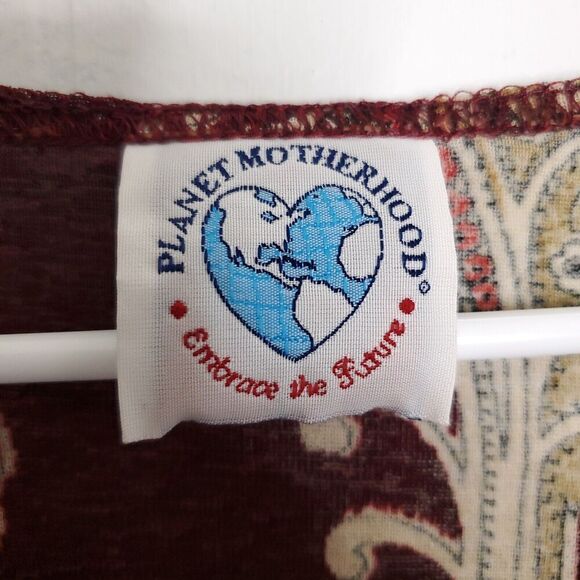 PLANET MOTHERHOOD®
• Embrace the Future •